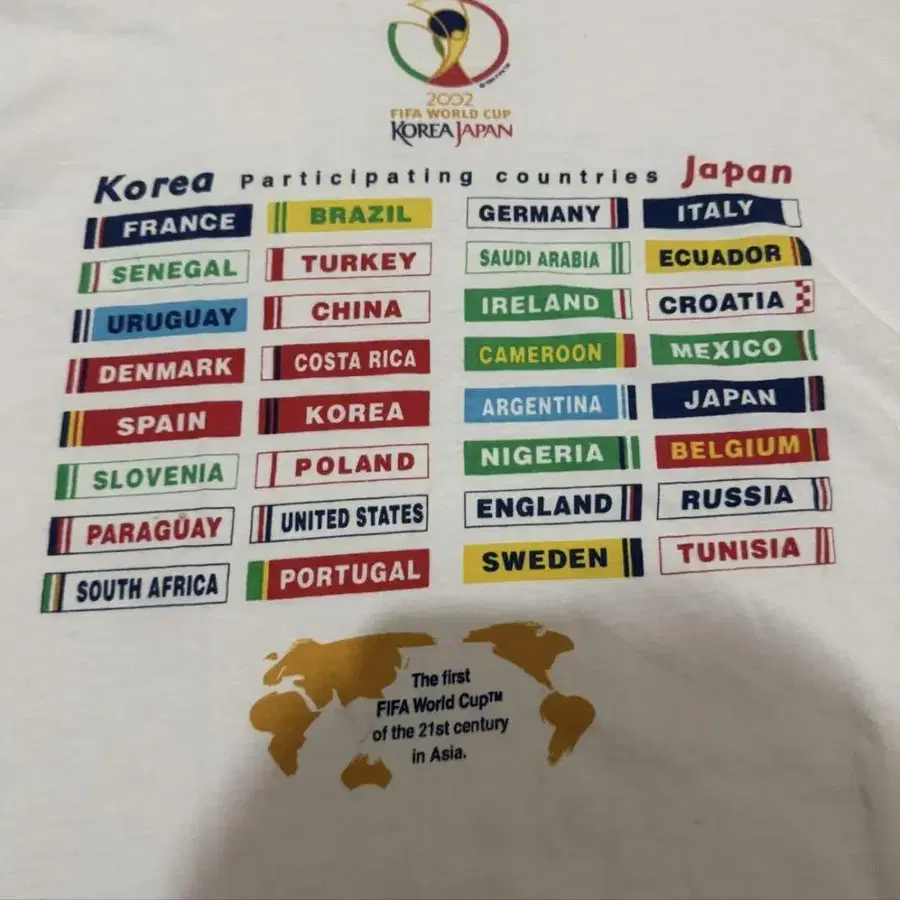 2002
FIFA WORLD CUP
KOREA JAPAN
Korea Participating countries Japan
FRANCE BRAZIL GERMANY ITALY
SENEGAL TURKEY SAUDI ARABIA ECUADOR
URUGUAY CHINA IRELAND CROATIA
DENMARK COSTA RICA CAMEROON MEXICO
SPAIN KOREA ARGENTINA JAPAN
SLOVENIA POLAND NIGERIA BELGIUM
PARAGUAY UNITED STATES ENGLAND RUSSIA
SOUTH AFRICA PORTUGAL SWEDEN TUNISIA
The first
FIFA World Cup™
of the 21st century
in Asia.